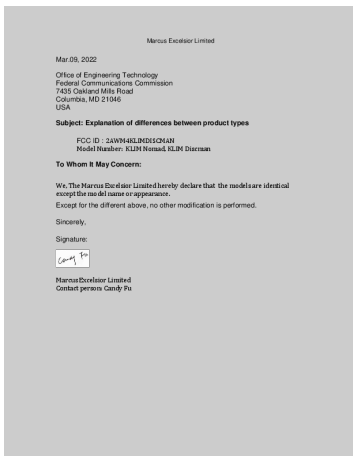 Marcus Excelsior Limited
Mar.09, 2022
Office of Engineering Technology
Federal Communications Commission
7435 Oakland Mills Road
Columbia, MD 21046
USA
Subject: Explanation of differences between product types
FCC ID : 2AWM4KLIMDISCMAN
Model Number: KLIM Nomad, KLIM Discman
To Whom It May Concern:
We, The Marcus Excelsior Limited hereby declare that the models are identical
except the model name or appearance.
Except for the different above, no other modification is performed.
Sincerely,
Signature:
Candy Fu
Marcus Excelsior Limited
Contact person: Candy Fu